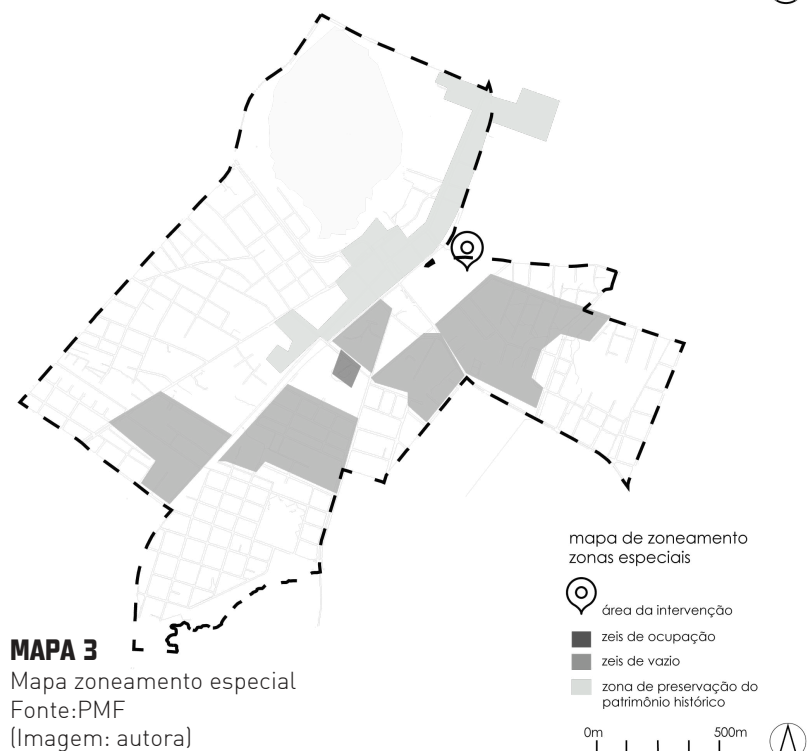 mapa de zoneamento
zonas especiais
área da intervenção
zeis de ocupação
zeis de vazio
zona de preservação do
patrimônio histórico
0m 500m
MAPA 3
Mapa zoneamento especial
Fonte:PMF
(Imagem: autora)